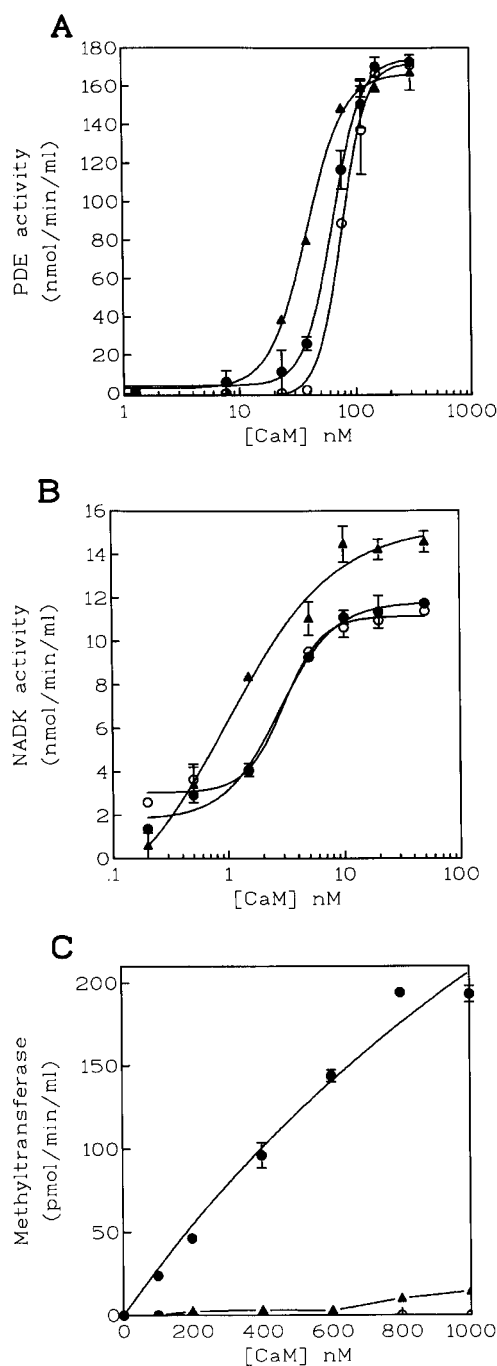 A
PDE activity
(nmol/min/ml)
180
160
140
120
100
80
60
40
20
0
1 10 100 1000
[CaM] nM
B
NADK activity
(nmol/min/ml)
16
14
12
10
8
6
4
2
0
.1 1 10 100
[CaM] nM
C
Methyltransferase
(pmol/min/ml)
200
150
100
50
0
0 200 400 600 800 1000
[CaM] nM